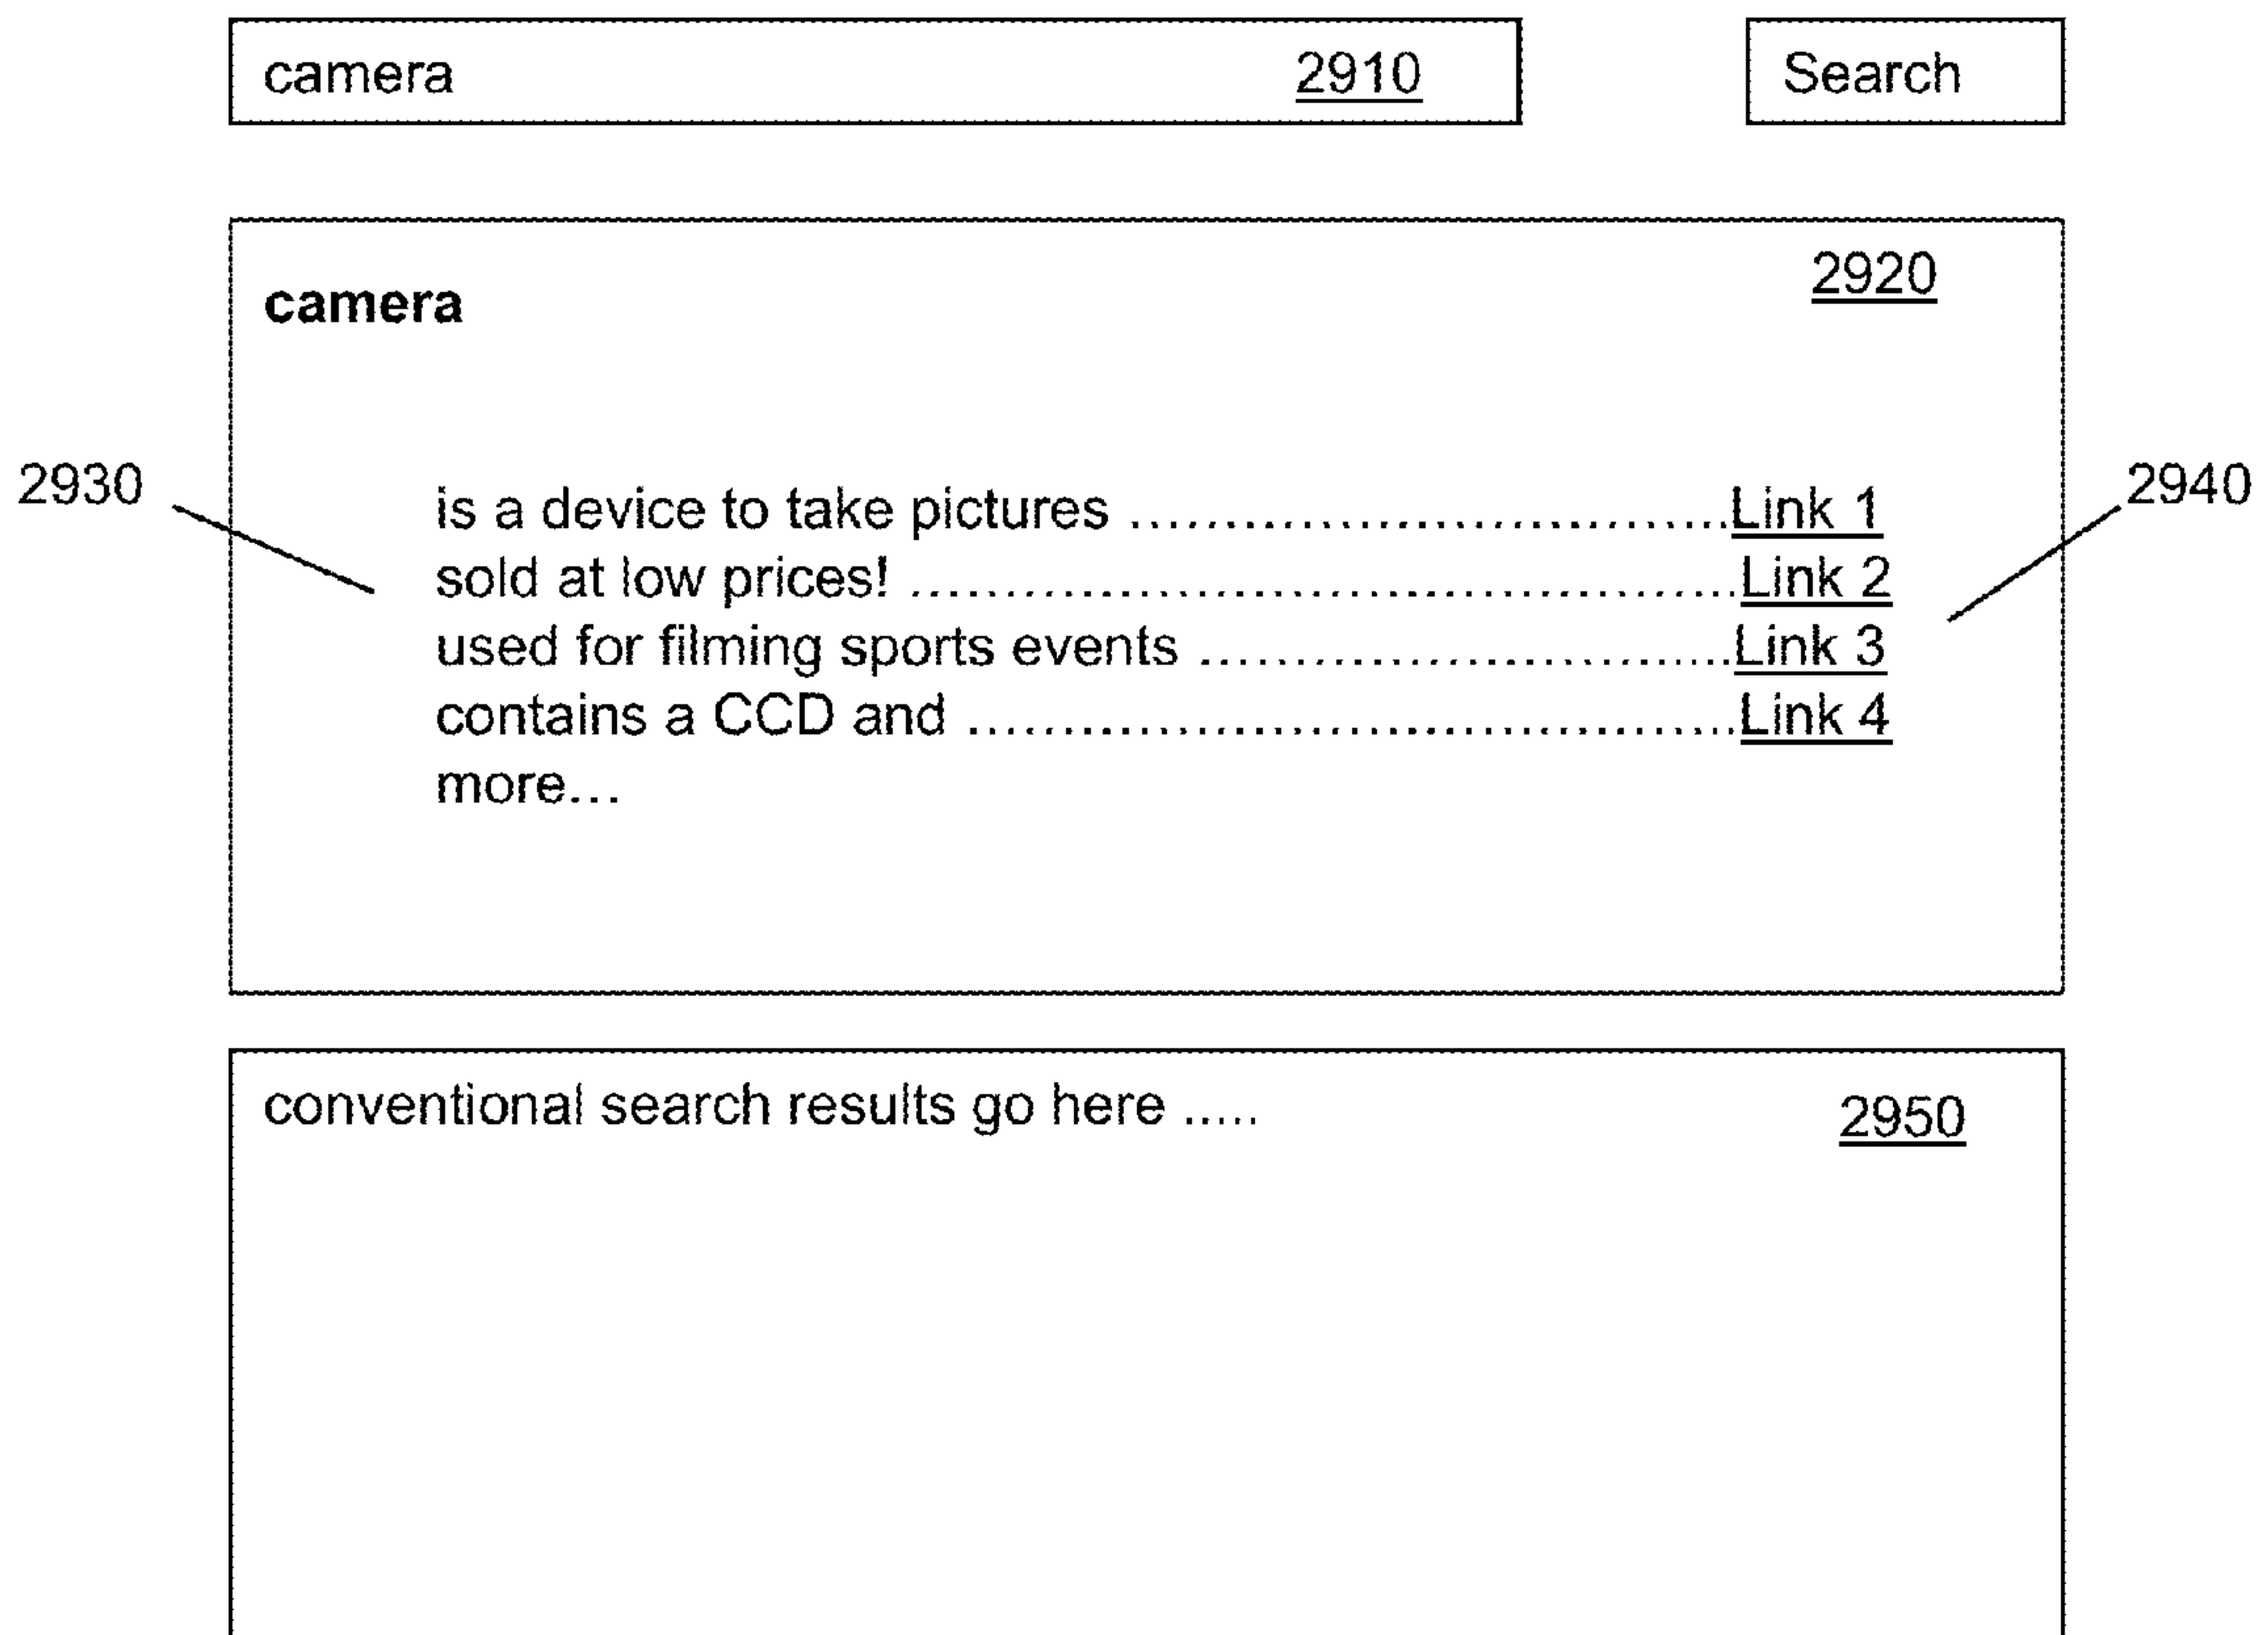 camera 2910 Search
2920
camera
2930
2940
is a device to take pictures ................................Link 1
sold at low prices! ............................................Link 2
used for filming sports events ............................Link 3
contains a CCD and .........................................Link 4
more...
conventional search results go here .....
2950